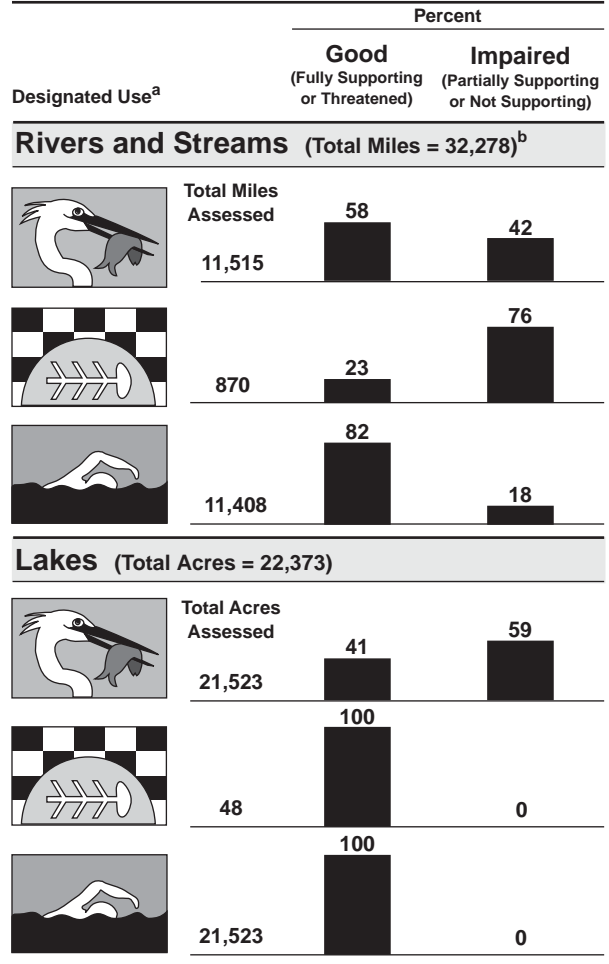 Percent
Good
(Fully Supporting
or Threatened)
Impaired
(Partially Supporting
or Not Supporting)
Designated Use^a
Rivers and Streams (Total Miles = 32,278)^b
Total Miles
Assessed
58
42
11,515
76
23
870
82
18
11,408
Lakes (Total Acres = 22,373)
Total Acres
Assessed
59
41
21,523
100
48
0
100
21,523
0